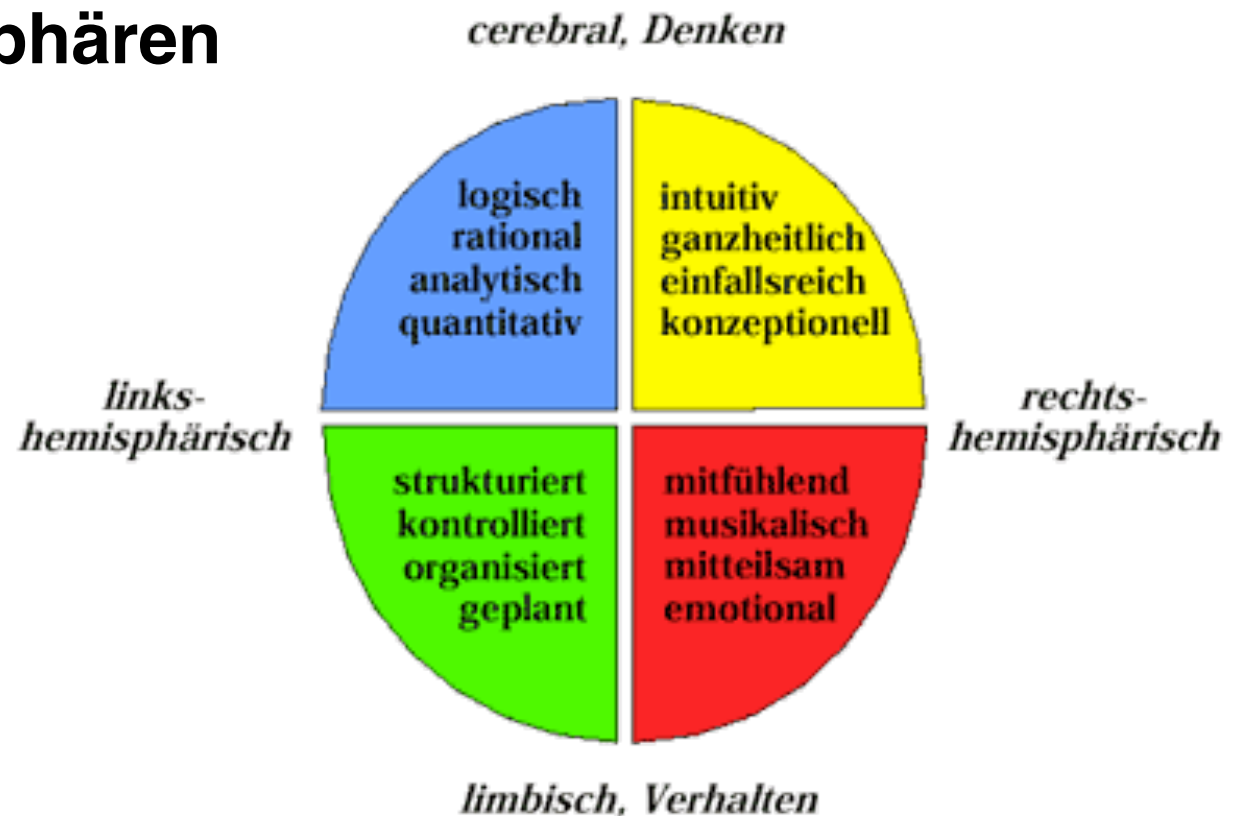 phären
cerebral, Denken
logisch
rational
analytisch
quantitativ
intuitiv
ganzheitlich
einfallsreich
konzeptionell
links-
hemisphärisch
rechts-
hemisphärisch
strukturiert
kontrolliert
organisiert
geplant
mitfühlend
musikalisch
mitteilsam
emotional
limbisch, Verhalten